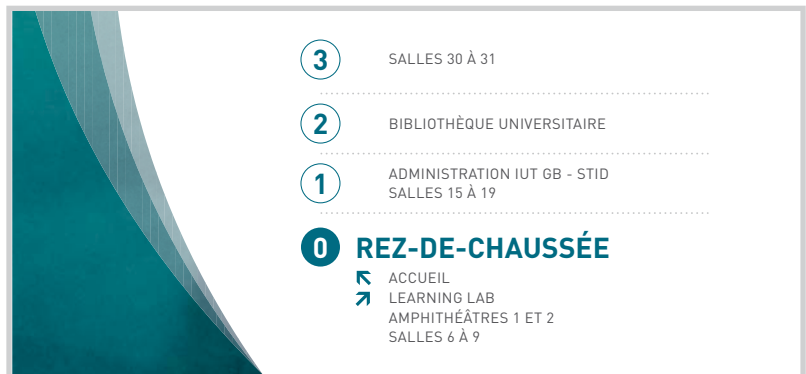 3 SALLES 30 À 31
2 BIBLIOTHÈQUE UNIVERSITAIRE
1 ADMINISTRATION IUT GB - STID
SALLES 15 À 19
0 REZ-DE-CHAUSSÉE
ACCUEIL
LEARNING LAB
AMPHITHÉÂTRES 1 ET 2
SALLES 6 À 9